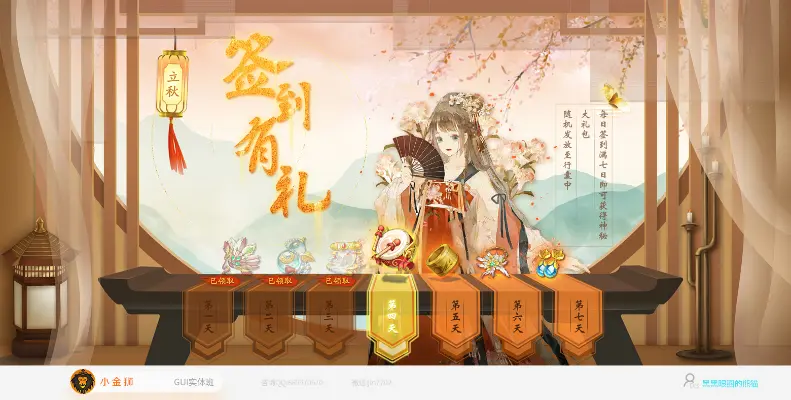 立秋
签到有礼
每日签到满七日即可获得神秘
大礼包
随机发放至行囊中
已领取
已领取
已领取
第一天
第二天
第三天
第四天
第五天
第六天
第七天
小金狮
GUI实体班